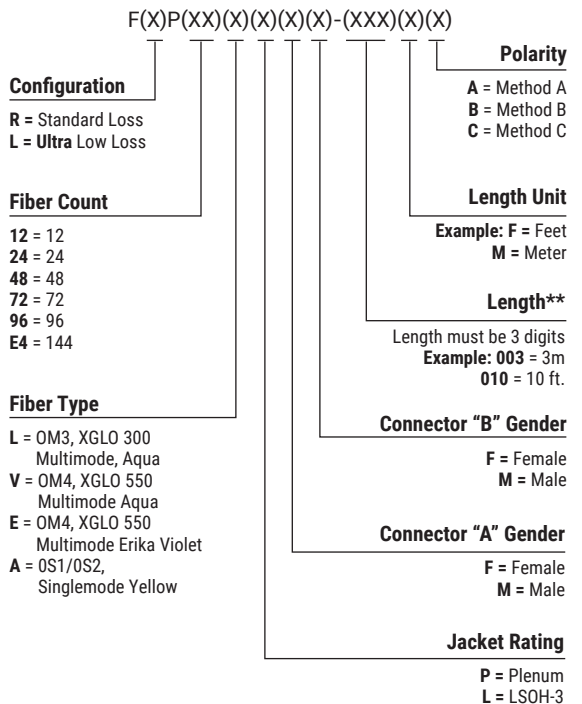 F(X)P(XX)(X)(X)(X)(X)-(XXX)(X)(X)
Configuration
R = Standard Loss
L = Ultra Low Loss
Fiber Count
12 = 12
24 = 24
48 = 48
72 = 72
96 = 96
E4 = 144
Fiber Type
L = OM3, XGLO 300
Multimode, Aqua
V = OM4, XGLO 550
Multimode Aqua
E = OM4, XGLO 550
Multimode Erika Violet
A = 0S1/0S2,
Singlemode Yellow
Polarity
A = Method A
B = Method B
C = Method C
Length Unit
Example: F = Feet
M = Meter
Length**
Length must be 3 digits
Example: 003 = 3m
010 = 10 ft.
Connector “B” Gender
F = Female
M = Male
Connector “A” Gender
F = Female
M = Male
Jacket Rating
P = Plenum
L = LSOH-3